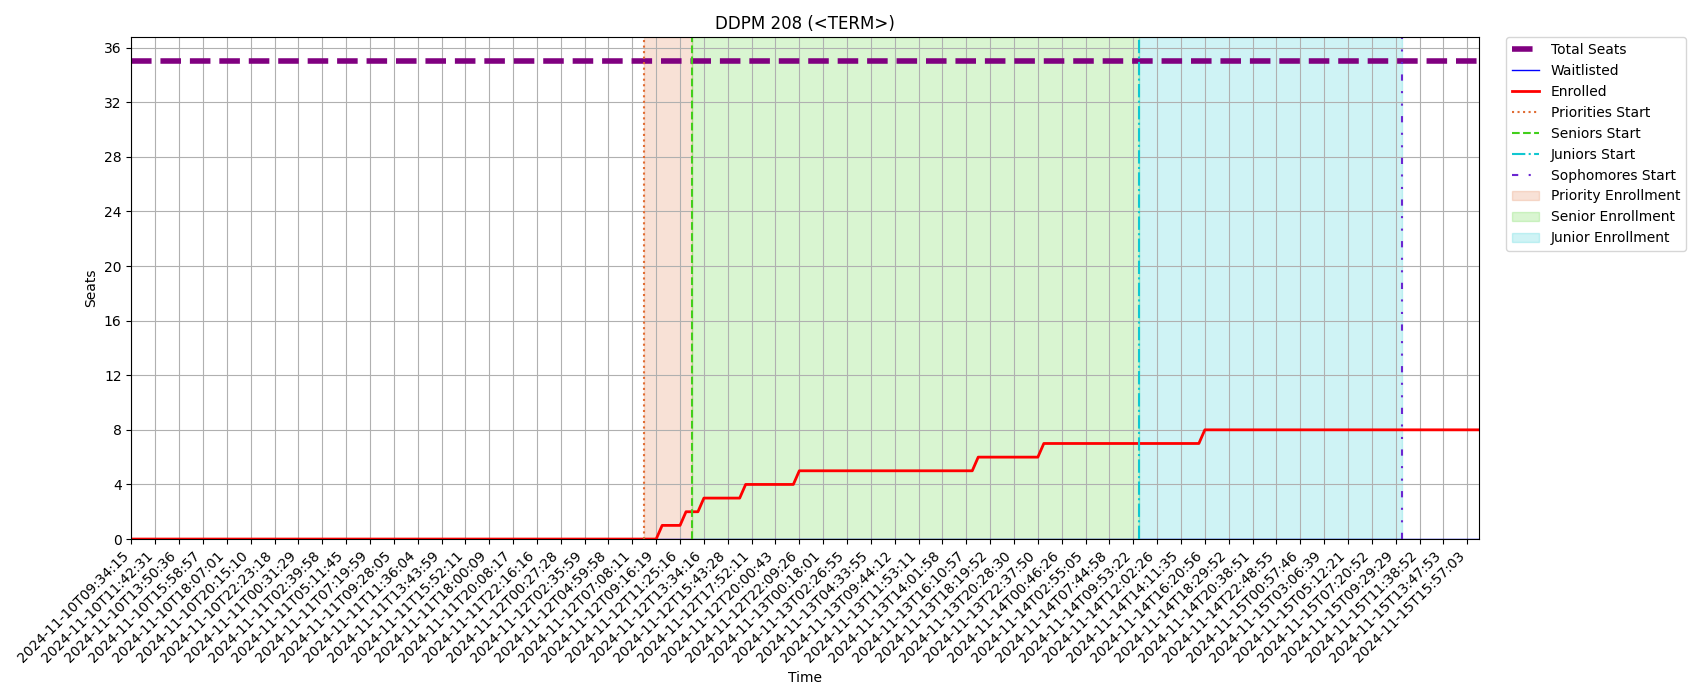 DDPM 208 (<TERM>)
Seats
36
32
28
24
20
16
12
8
4
0
2024-11-10T09:34:15
2024-11-10T11:42:31
2024-11-10T13:50:36
2024-11-10T15:58:57
2024-11-10T18:07:01
2024-11-10T20:15:10
2024-11-10T22:23:18
2024-11-11T00:31:29
2024-11-11T02:39:58
2024-11-11T05:11:45
2024-11-11T07:19:59
2024-11-11T09:28:05
2024-11-11T11:36:04
2024-11-11T13:43:59
2024-11-11T15:52:11
2024-11-11T18:00:09
2024-11-11T20:08:17
2024-11-11T22:16:16
2024-11-12T00:27:28
2024-11-12T02:35:59
2024-11-12T04:59:58
2024-11-12T07:08:11
2024-11-12T09:16:19
2024-11-12T11:25:16
2024-11-12T13:34:16
2024-11-12T15:43:28
2024-11-12T17:52:11
2024-11-12T20:00:43
2024-11-12T22:09:26
2024-11-13T00:18:01
2024-11-13T02:26:55
2024-11-13T04:33:55
2024-11-13T09:44:12
2024-11-13T11:53:11
2024-11-13T14:01:58
2024-11-13T16:10:57
2024-11-13T18:19:52
2024-11-13T20:28:30
2024-11-13T22:37:50
2024-11-14T00:46:26
2024-11-14T02:55:05
2024-11-14T07:44:58
2024-11-14T09:53:22
2024-11-14T12:02:26
2024-11-14T14:11:35
2024-11-14T16:20:56
2024-11-14T18:29:52
2024-11-14T20:38:51
2024-11-14T22:48:55
2024-11-15T00:57:46
2024-11-15T03:06:39
2024-11-15T05:12:21
2024-11-15T07:20:52
2024-11-15T09:29:29
2024-11-15T11:38:52
2024-11-15T13:47:53
2024-11-15T15:57:03
Time
Total Seats
Waitlisted
Enrolled
Priorities Start
Seniors Start
Juniors Start
Sophomores Start
Priority Enrollment
Senior Enrollment
Junior Enrollment